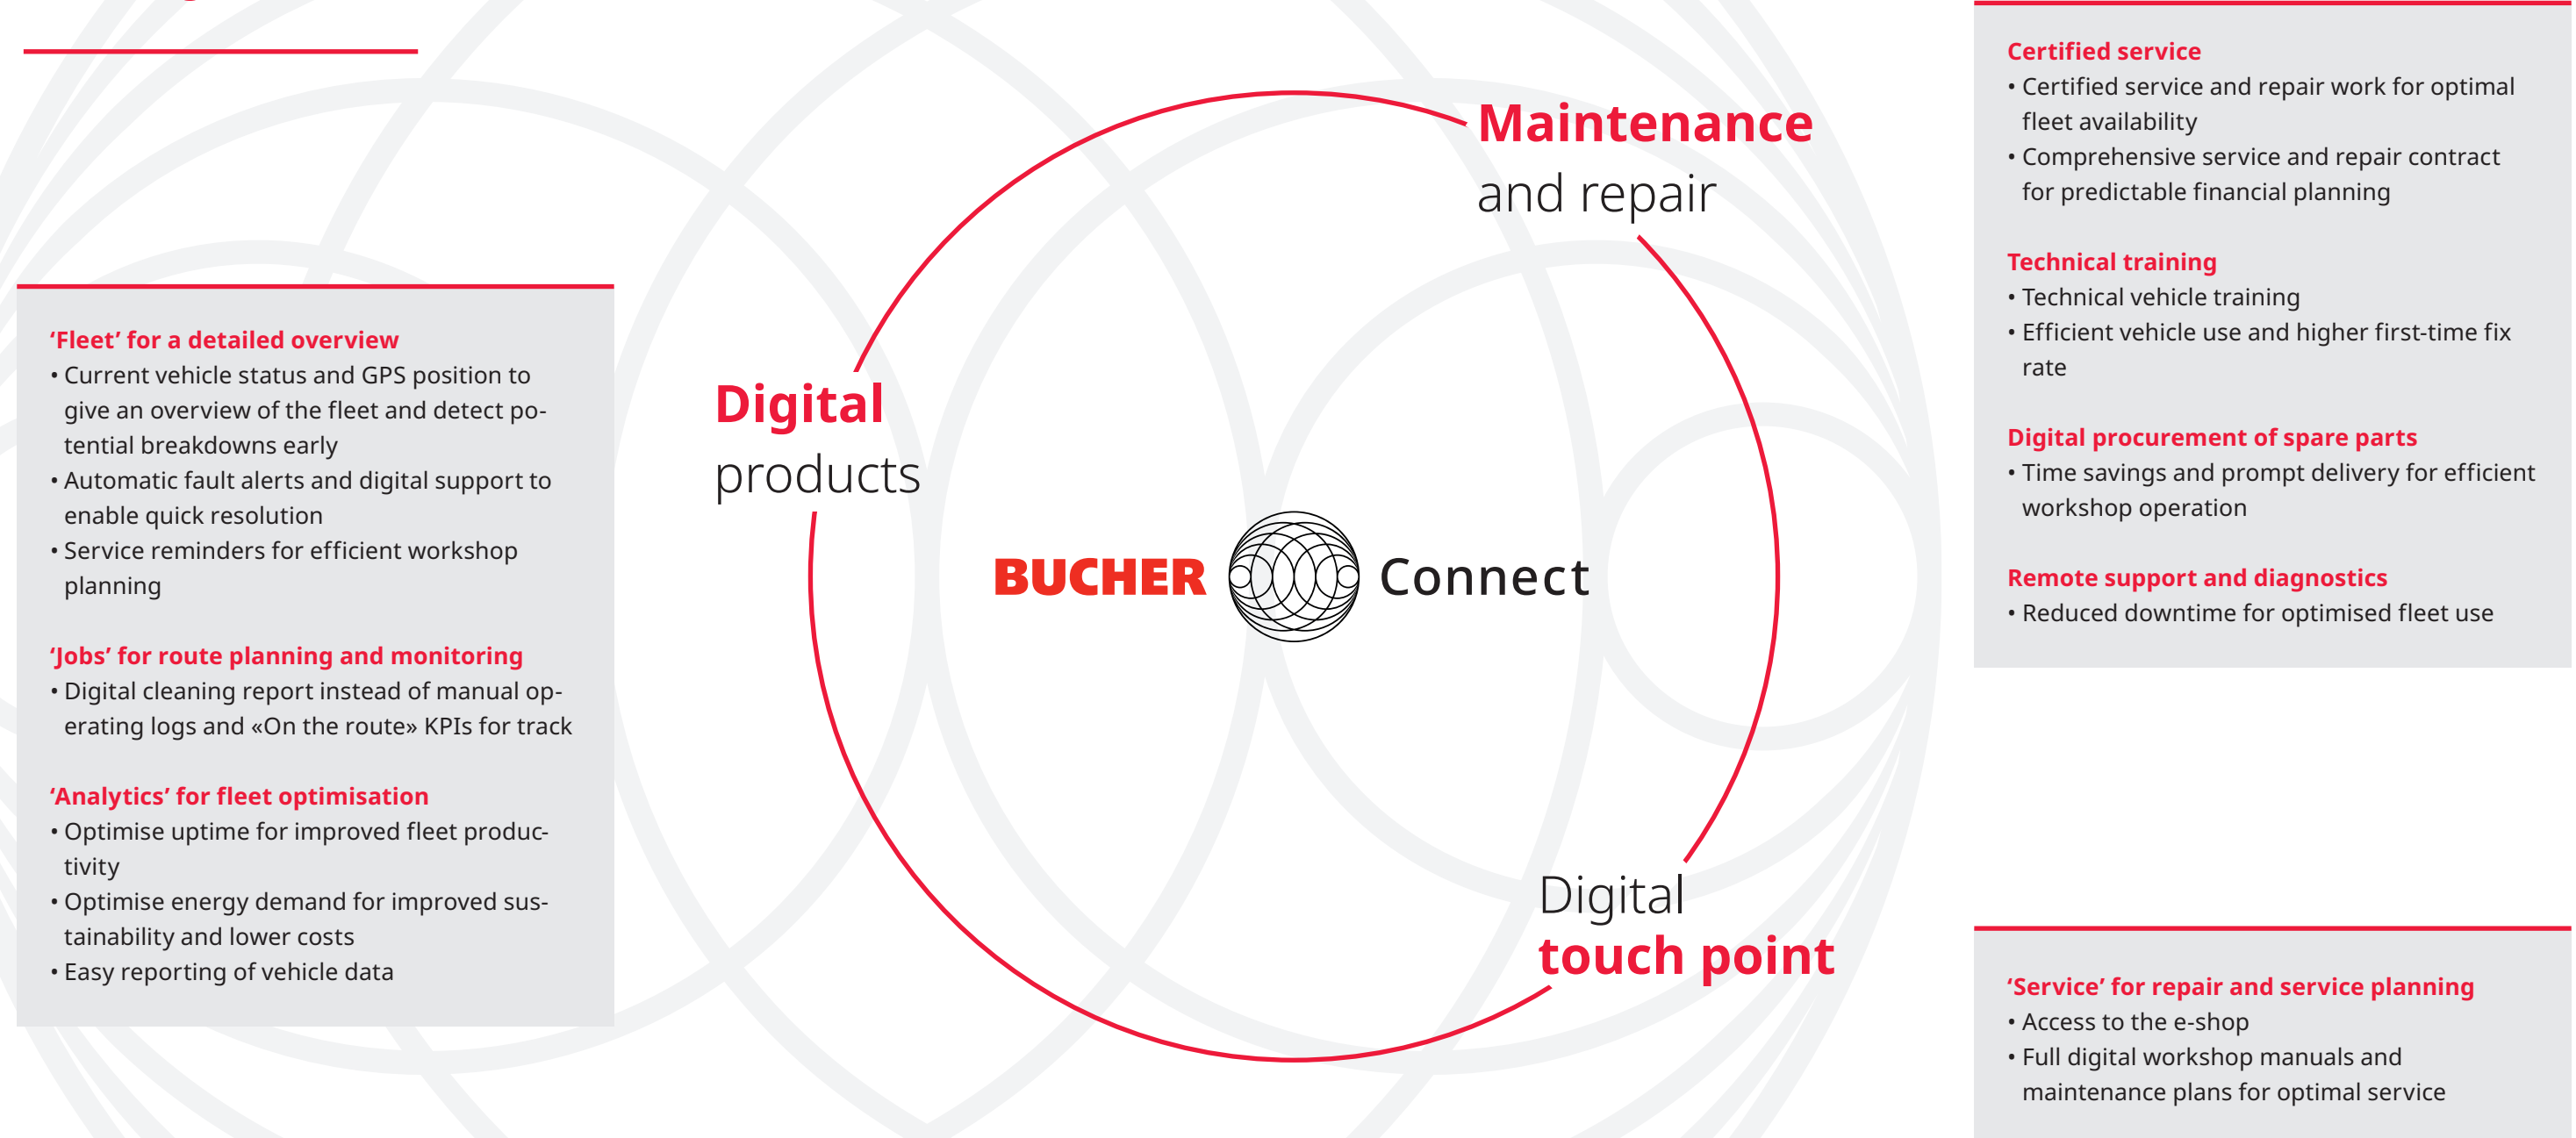 ‘Fleet’ for a detailed overview
• Current vehicle status and GPS position to
give an overview of the fleet and detect po-
tential breakdowns early
• Automatic fault alerts and digital support to
enable quick resolution
• Service reminders for efficient workshop
planning
‘Jobs’ for route planning and monitoring
• Digital cleaning report instead of manual op-
erating logs and «On the route» KPIs for track
‘Analytics’ for fleet optimisation
• Optimise uptime for improved fleet produc-
tivity
• Optimise energy demand for improved sus-
tainability and lower costs
• Easy reporting of vehicle data
Digital
products
Maintenance
and repair
BUCHER Connect
Digital
touch point
Certified service
• Certified service and repair work for optimal
fleet availability
• Comprehensive service and repair contract
for predictable financial planning
Technical training
• Technical vehicle training
• Efficient vehicle use and higher first-time fix
rate
Digital procurement of spare parts
• Time savings and prompt delivery for efficient
workshop operation
Remote support and diagnostics
• Reduced downtime for optimised fleet use
‘Service’ for repair and service planning
• Access to the e-shop
• Full digital workshop manuals and
maintenance plans for optimal service